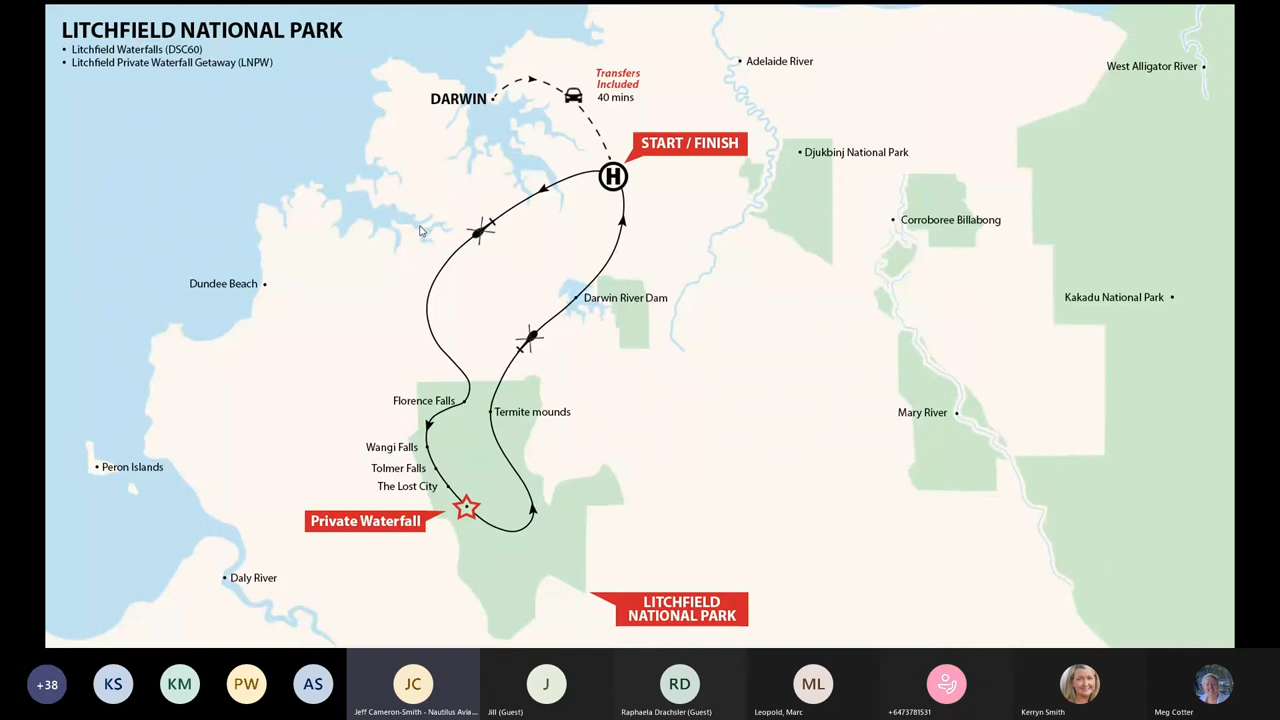 LITCHFIELD NATIONAL PARK
• Litchfield Waterfalls (DSC60)
• Litchfield Private Waterfall Getaway (LNPW)
Transfers
Included
40 mins
DARWIN
Adelaide River
West Alligator River
START / FINISH
H
Djukbinj National Park
Corroboree Billabong
Dundee Beach
Darwin River Dam
Kakadu National Park
Florence Falls
Termite mounds
Mary River
Wangi Falls
Tolmer Falls
Peron Islands
The Lost City
Private Waterfall
Daly River
LITCHFIELD
NATIONAL PARK
+38
KS
KM
PW
AS
JC
J
RD
ML
Jeff Cameron-Smith - Nautilus Avia...
Jill (Guest)
Raphaela Drachsler (Guest)
Leopold, Marc
+6473781531
Kerryn Smith
Meg Cotter